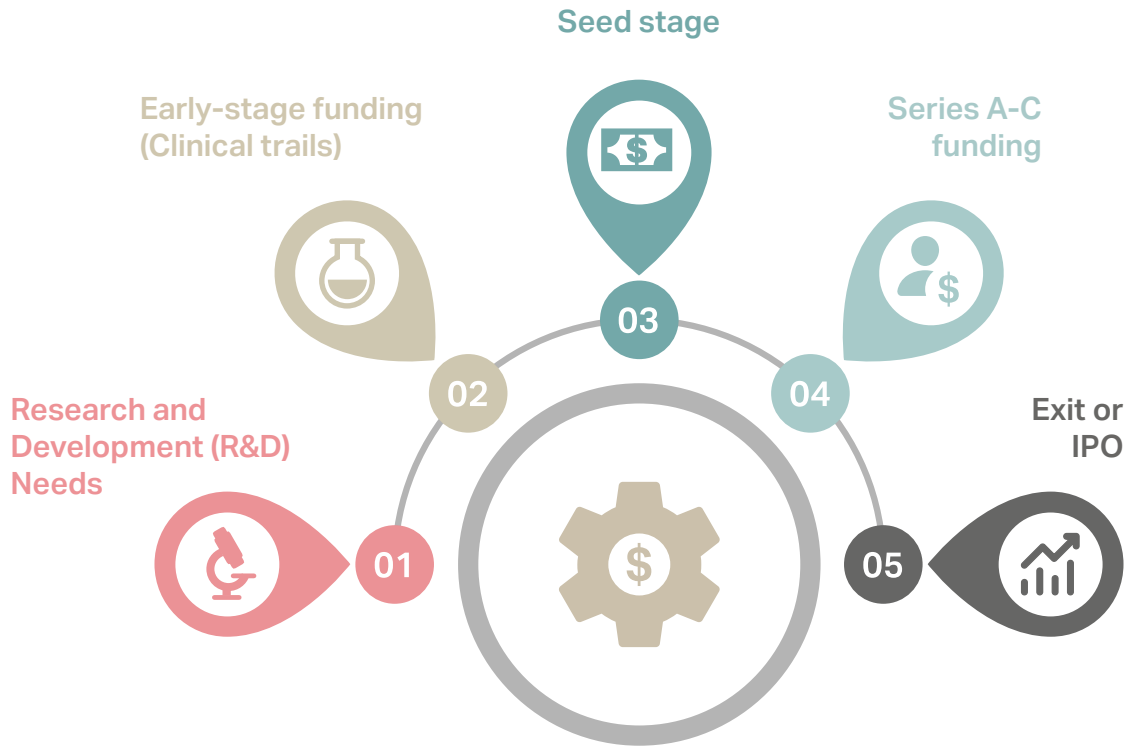 Seed stage
Early-stage funding
(Clinical trails)
Series A-C
funding
$
$
03
02
04
Research and
Development (R&D)
Needs
Exit or
IPO
01
$
05